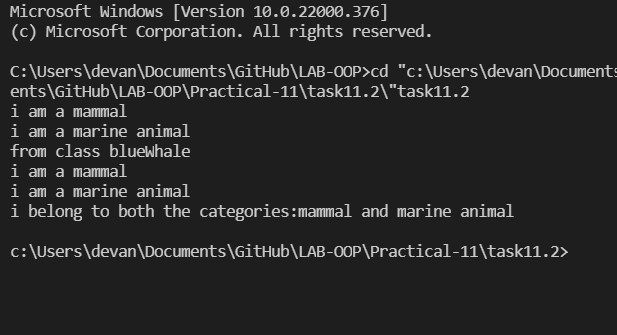 Microsoft Windows [Version 10.0.22000.376]
(c) Microsoft Corporation. All rights reserved.
C:\Users\devan\Documents\GitHub\LAB-OOP>cd "c:\Users\devan\Documents
ents\GitHub\LAB-OOP\Practical-11\task11.2\"task11.2
i am a mammal
i am a marine animal
from class blueWhale
i am a mammal
i am a marine animal
i belong to both the categories:mammal and marine animal
c:\Users\devan\Documents\GitHub\LAB-OOP\Practical-11\task11.2>